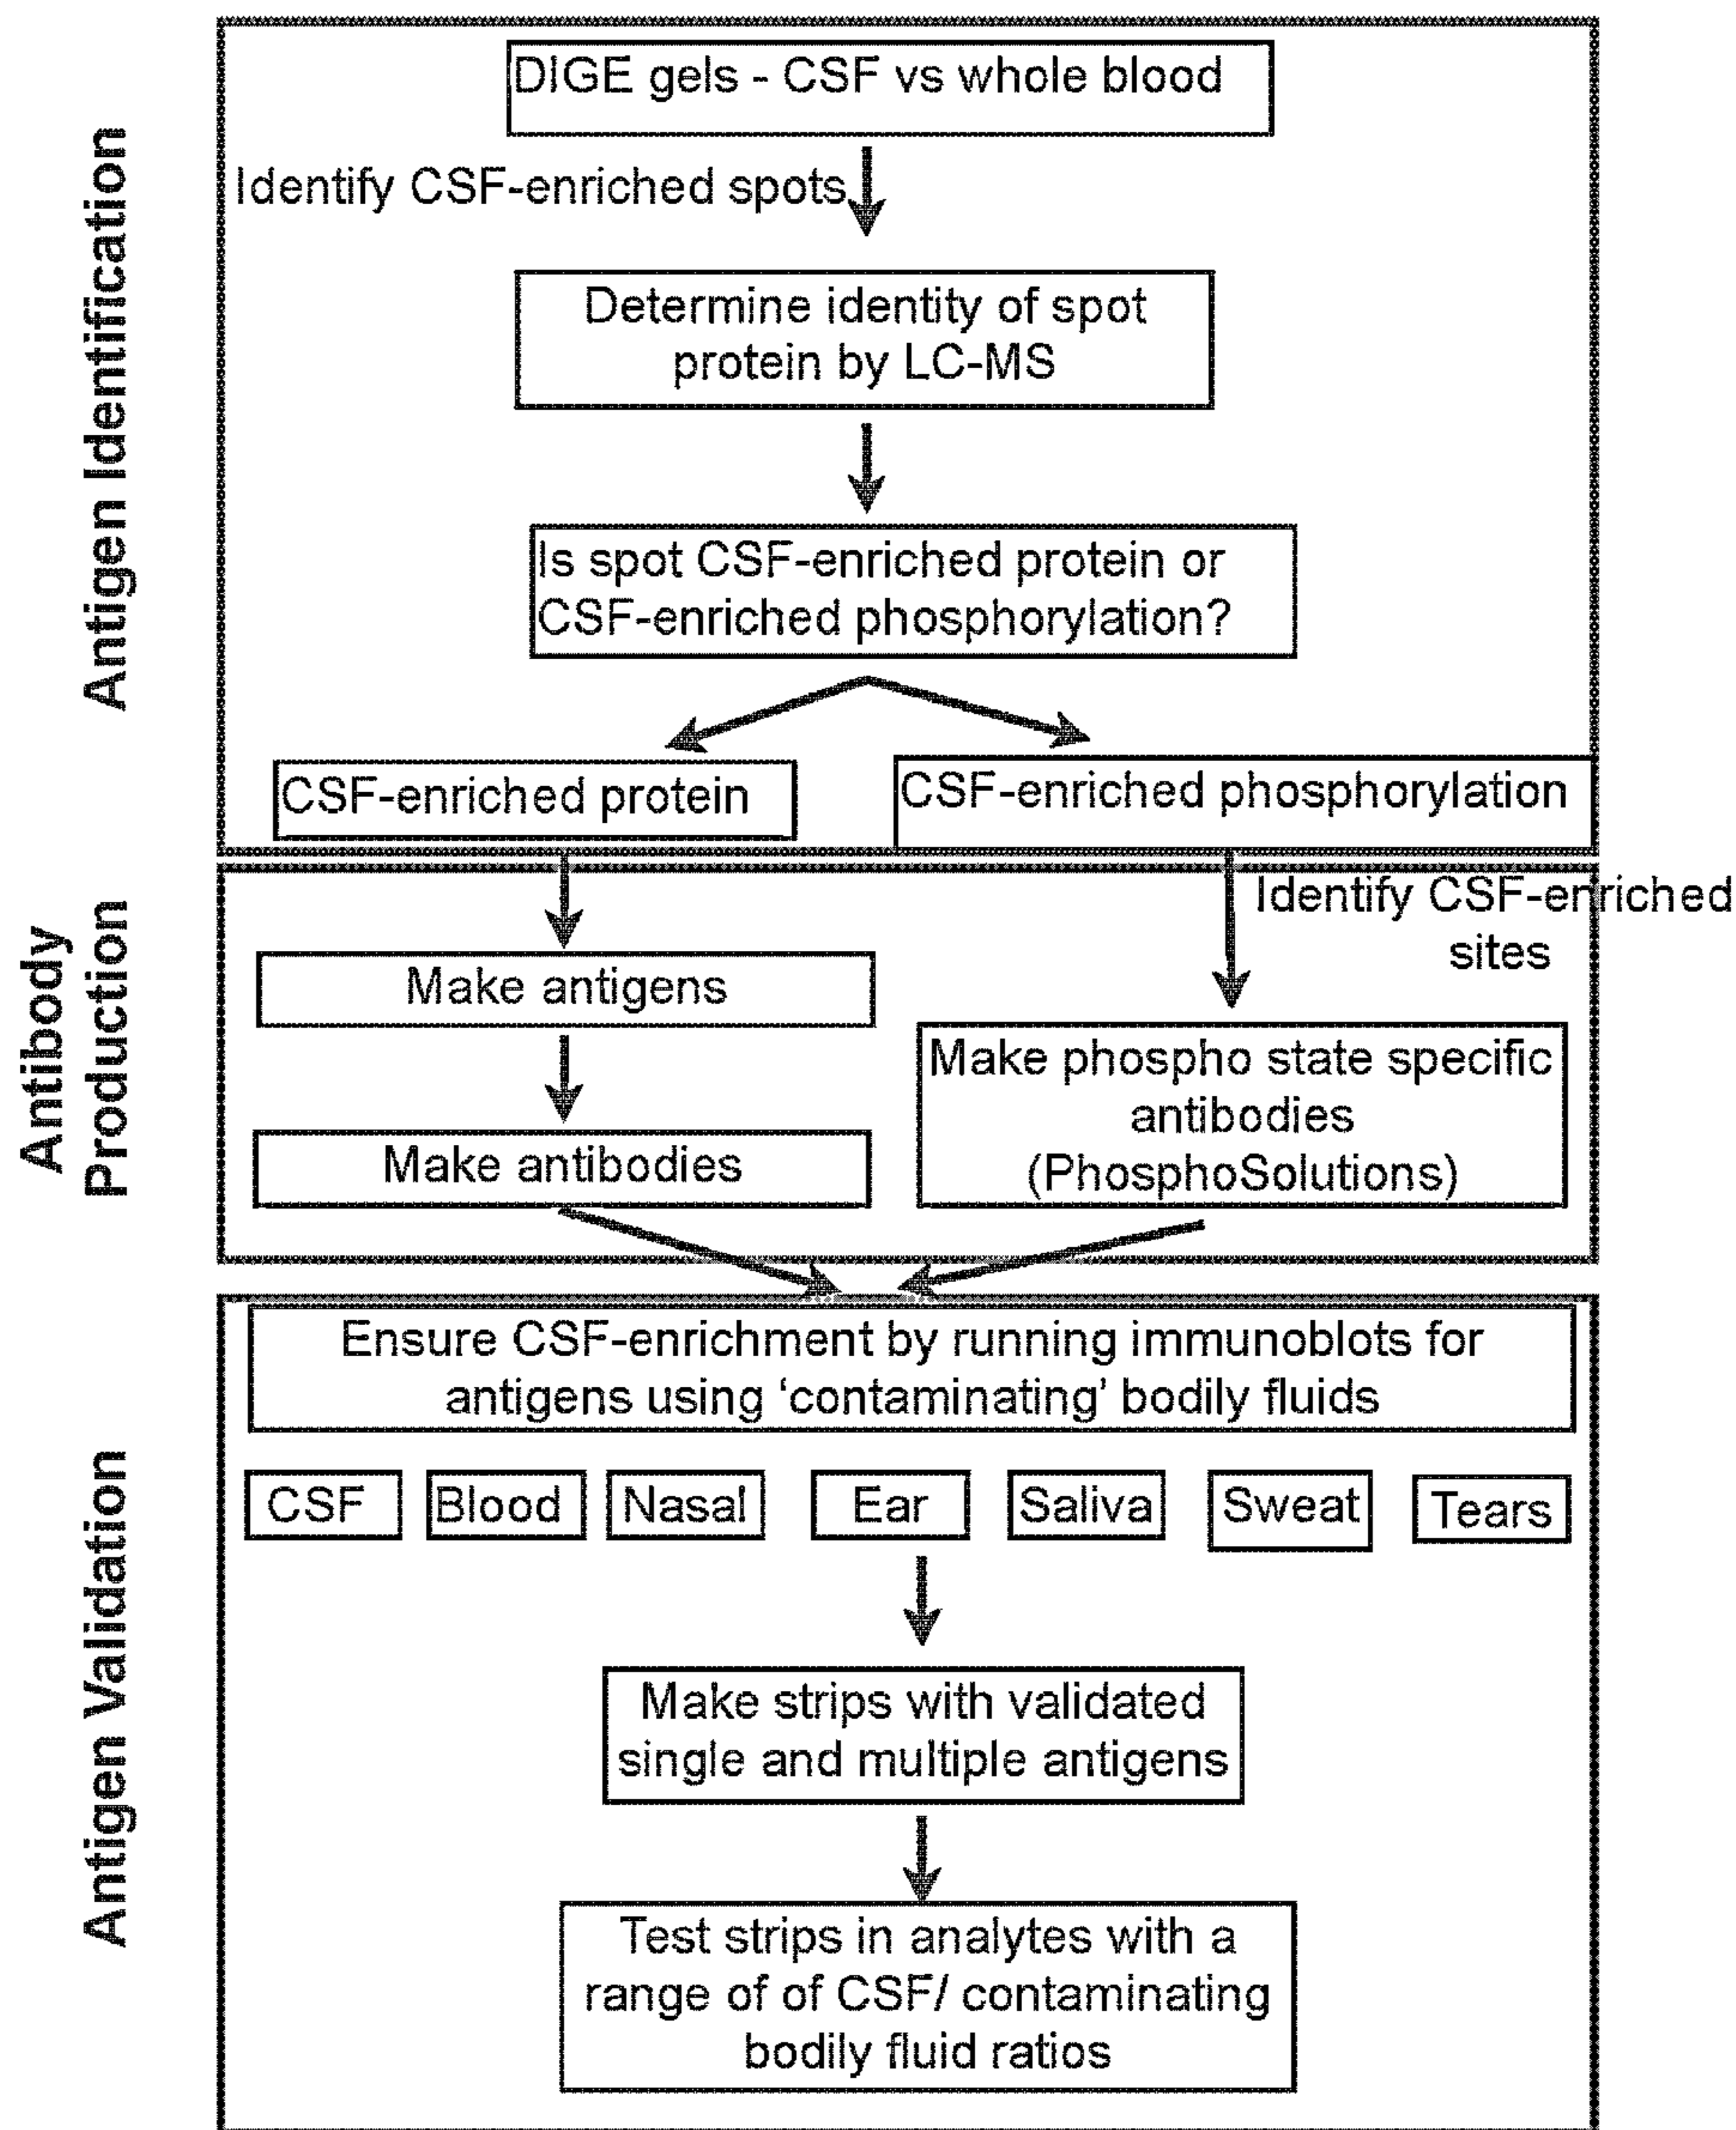 Antigen Identification
DIGE gels - CSF vs whole blood
Identify CSF-enriched spots
Determine identity of spot
protein by LC-MS
Is spot CSF-enriched protein or
CSF-enriched phosphorylation?
CSF-enriched protein
CSF-enriched phosphorylation
Antibody
Production
Identify CSF-enriched
sites
Make antigens
Make antibodies
Make phospho state specific
antibodies
(PhosphoSolutions)
Antigen Validation
Ensure CSF-enrichment by running immunoblots for
antigens using ‘contaminating’ bodily fluids
CSF
Blood
Nasal
Ear
Saliva
Sweat
Tears
Make strips with validated
single and multiple antigens
Test strips in analytes with a
range of of CSF/ contaminating
bodily fluid ratios